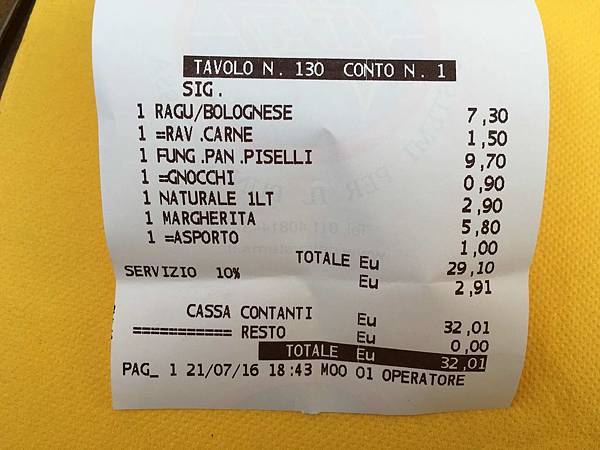 TAVOLO N. 130 CONTO N. 1
SIG.
1 RAGU/BOLOGNESE 7,30
1 =RAV.CARNE 1,50
1 FUNG.PAN.PISELLI 9,70
1 =GNOCCHI 0,90
1 NATURALE 1LT 2,90
1 MARGHERITA 5,80
1 =ASPORTO 1,00
TOTALE Eu 29,10
SERVIZIO 10% Eu 2,91
CASSA CONTANTI Eu 32,01
============ RESTO Eu 0,00
TOTALE Eu 32,01
PAG_ 1 21/07/16 18:43 MOO 01 OPERATORE